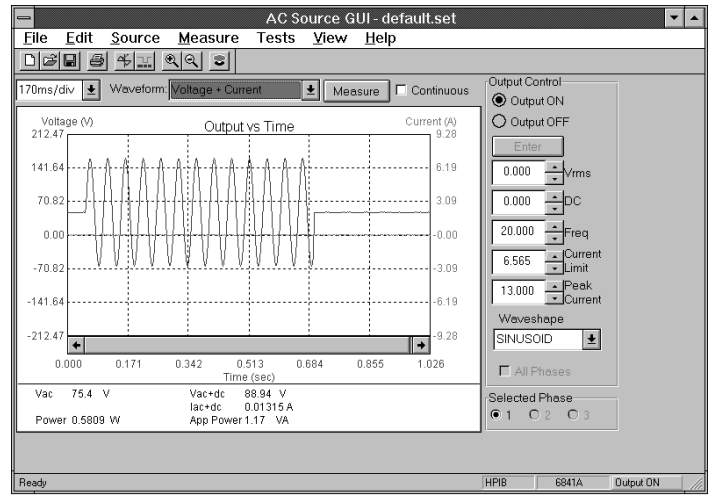 AC Source GUI - default.set
File Edit Source Measure Tests View Help
170ms/div Waveform: Voltage + Current Measure Continuous
Output Control
Output ON
Output OFF
Enter
0.000 Vrms
0.000 DC
20.000 Freq
6.565 Current Limit
13.000 Peak Current
Waveshape
SINUSOID
All Phases
Selected Phase
1 2 3
Voltage (V) Output vs Time Current (A)
212.47 9.28
141.64 6.19
70.82 3.09
0.00 -0.00
-70.82 -3.09
-141.64 -6.19
-212.47 -9.28
0.000 0.171 0.342 0.513 0.684 0.855 1.026
Time (sec)
Vac 75.4 V Vac+dc 88.94 V
Iac+dc 0.01315 A
Power 0.5809 W App Power 1.17 VA
Ready HPIB 6841A Output ON